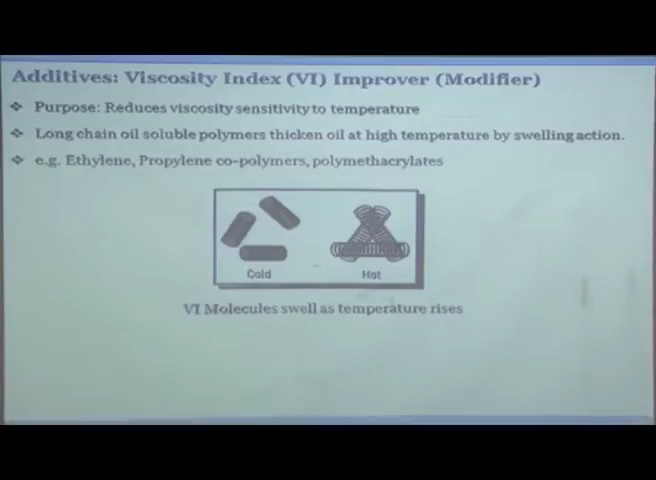 Additives: Viscosity Index (VI) Improver (Modifier)
❖ Purpose: Reduces viscosity sensitivity to temperature
❖ Long chain oil soluble polymers thicken oil at high temperature by swelling action.
❖ e.g. Ethylene, Propylene co-polymers, polymethacrylates
Cold Hot
VI Molecules swell as temperature rises